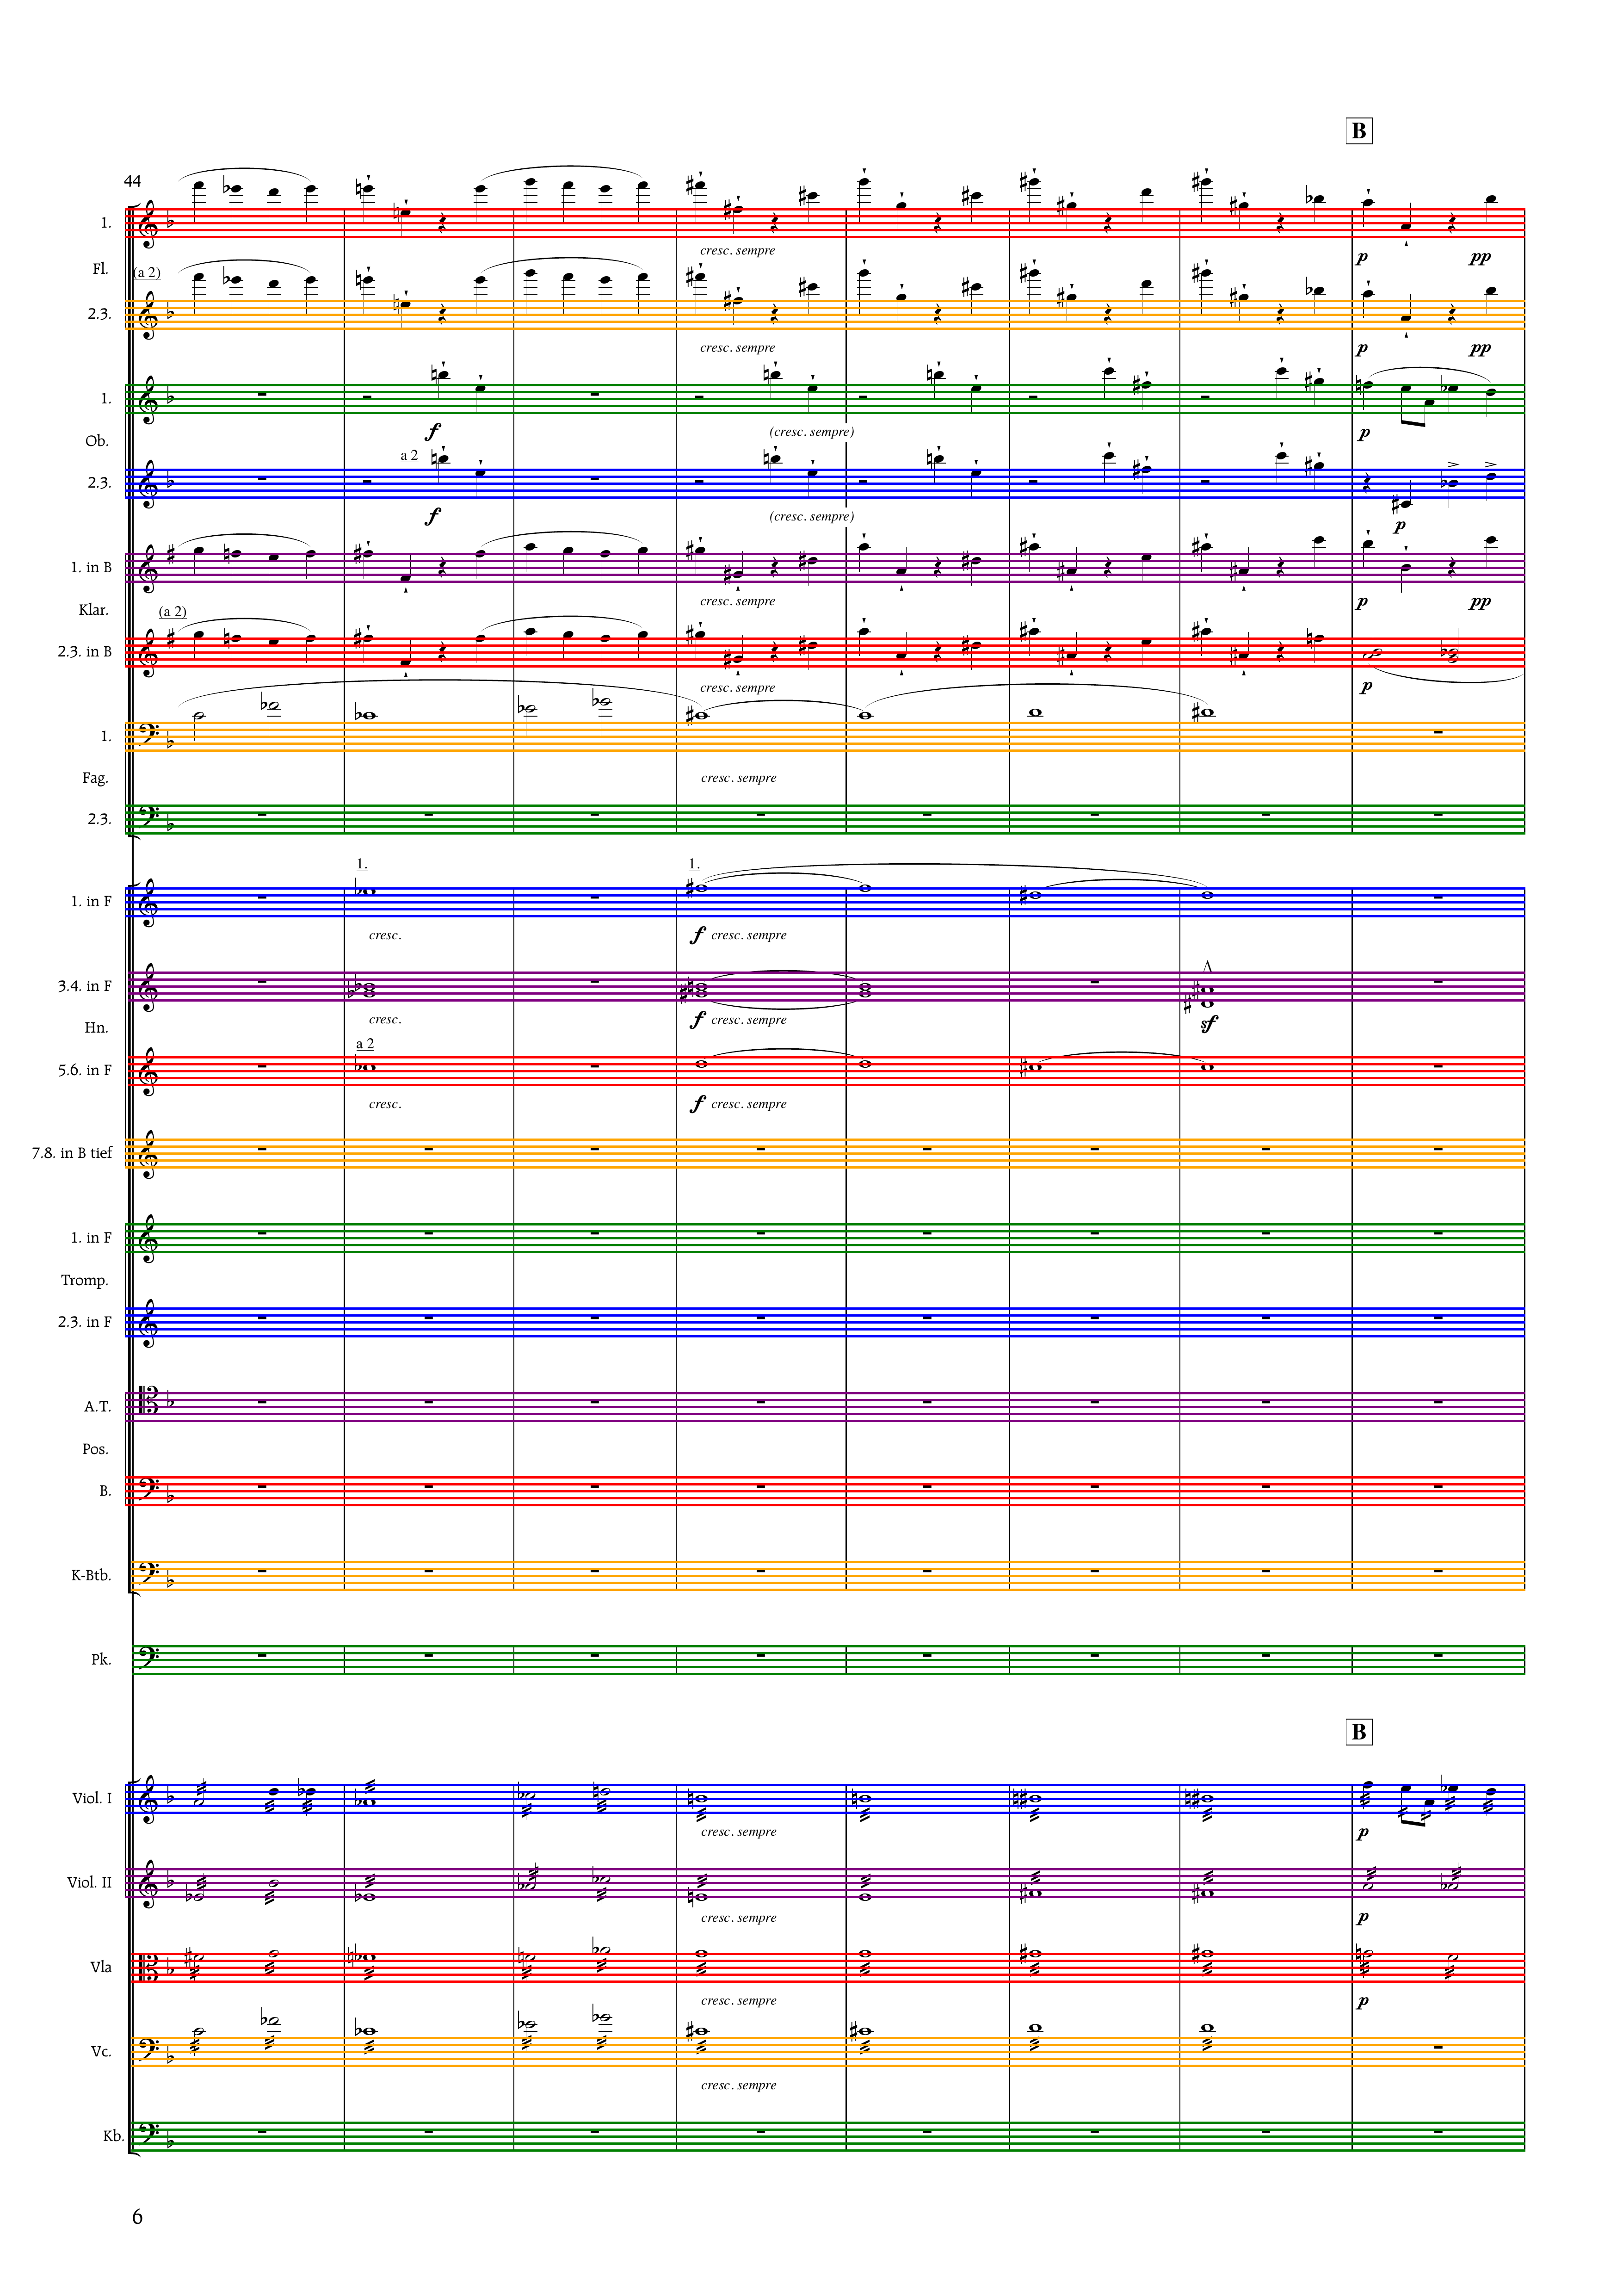 B
44
1.
cresc. sempre
p
pp
Fl.
(a 2)
2.3.
cresc. sempre
p
pp
1.
f
(cresc. sempre)
p
Ob.
a 2
2.3.
f
(cresc. sempre)
p
1. in B
cresc. sempre
p
pp
Klar.
(a 2)
2.3. in B
cresc. sempre
p
1.
Fag.
cresc. sempre
2.3.
1.
1.
1. in F
cresc.
f cresc. sempre
3.4. in F
cresc.
f cresc. sempre
sf
Hn.
a 2
5.6. in F
cresc.
f cresc. sempre
7.8. in B tief
1. in F
Tromp.
2.3. in F
A.T.
Pos.
B.
K-Btb.
Pk.
B
Viol. I
cresc. sempre
p
Viol. II
cresc. sempre
p
Vla
cresc. sempre
p
Vc.
cresc. sempre
Kb.
6